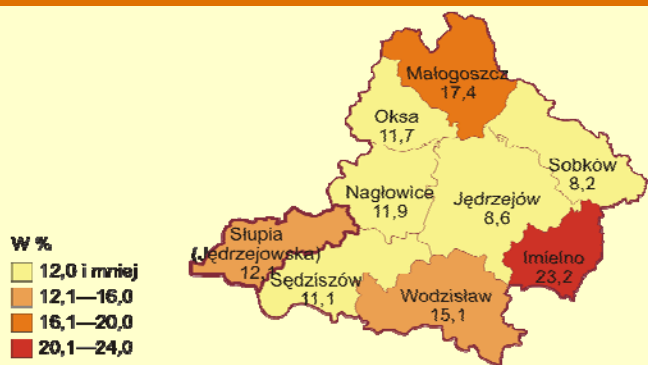 Małogoszcz
17,4
Oksa
11,7
Sobków
8,2
Nagłowice
11,9
Jędrzejów
8,6
Słupia
(Jędrzejowska)
12,1
Imielno
23,2
Sędziszów
11,1
Wodzisław
15,1
W %
12,0 i mniej
12,1—16,0
16,1—20,0
20,1—24,0